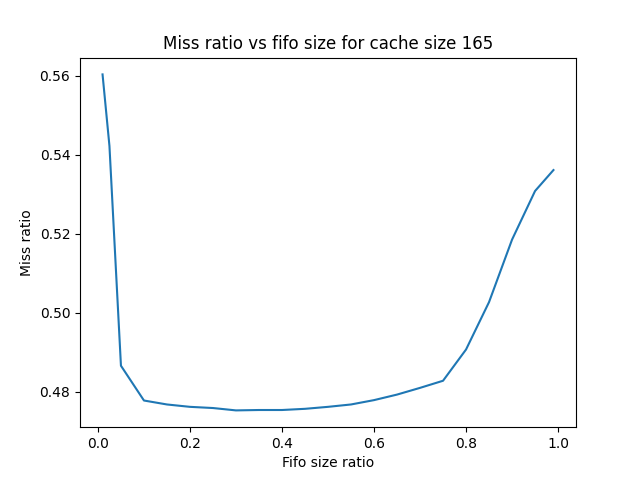 Miss ratio vs fifo size for cache size 165
0.56
0.54
0.52
0.50
0.48
Miss ratio
0.0 0.2 0.4 0.6 0.8 1.0
Fifo size ratio